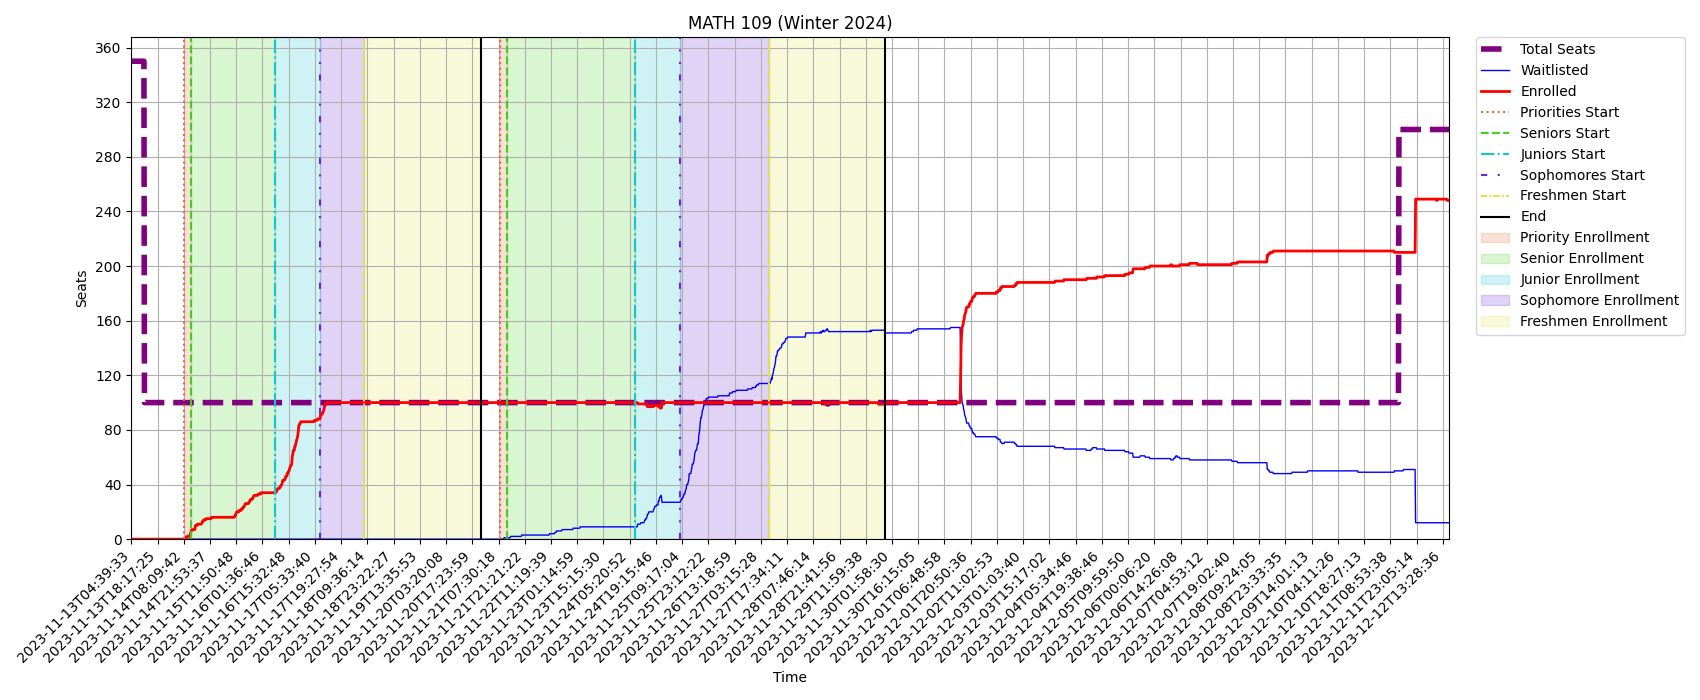 MATH 109 (Winter 2024)
Seats
360
320
280
240
200
160
120
80
40
0
2023-11-13T04:39:33
2023-11-13T18:17:25
2023-11-14T08:09:42
2023-11-14T21:53:37
2023-11-15T11:50:48
2023-11-16T01:36:46
2023-11-16T15:32:48
2023-11-17T05:33:40
2023-11-17T19:27:54
2023-11-18T09:36:14
2023-11-18T23:22:27
2023-11-19T13:35:53
2023-11-20T03:20:08
2023-11-20T17:23:59
2023-11-21T07:30:18
2023-11-21T21:21:22
2023-11-22T11:19:39
2023-11-23T01:14:59
2023-11-23T15:15:30
2023-11-24T05:20:52
2023-11-24T19:15:46
2023-11-25T09:17:04
2023-11-25T23:12:22
2023-11-26T13:18:59
2023-11-27T03:15:28
2023-11-27T17:34:11
2023-11-28T07:46:14
2023-11-28T21:41:56
2023-11-29T11:59:38
2023-11-30T01:58:30
2023-11-30T16:15:05
2023-12-01T06:48:58
2023-12-01T20:50:36
2023-12-02T11:02:53
2023-12-03T01:03:40
2023-12-03T15:17:02
2023-12-04T05:34:46
2023-12-04T19:38:46
2023-12-05T09:59:50
2023-12-06T00:06:20
2023-12-06T14:26:08
2023-12-07T04:53:12
2023-12-07T19:02:40
2023-12-08T09:24:05
2023-12-08T23:33:35
2023-12-09T14:01:13
2023-12-10T04:11:26
2023-12-10T18:27:13
2023-12-11T08:53:38
2023-12-11T23:05:14
2023-12-12T13:28:36
Time
Total Seats
Waitlisted
Enrolled
Priorities Start
Seniors Start
Juniors Start
Sophomores Start
Freshmen Start
End
Priority Enrollment
Senior Enrollment
Junior Enrollment
Sophomore Enrollment
Freshmen Enrollment